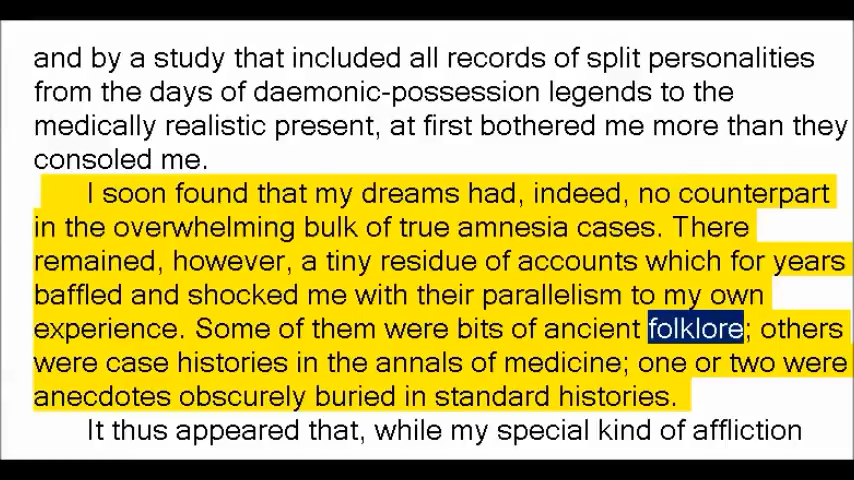 and by a study that included all records of split personalities
from the days of daemonic-possession legends to the
medically realistic present, at first bothered me more than they
consoled me.
I soon found that my dreams had, indeed, no counterpart
in the overwhelming bulk of true amnesia cases. There
remained, however, a tiny residue of accounts which for years
baffled and shocked me with their parallelism to my own
experience. Some of them were bits of ancient folklore; others
were case histories in the annals of medicine; one or two were
anecdotes obscurely buried in standard histories.
It thus appeared that, while my special kind of affliction